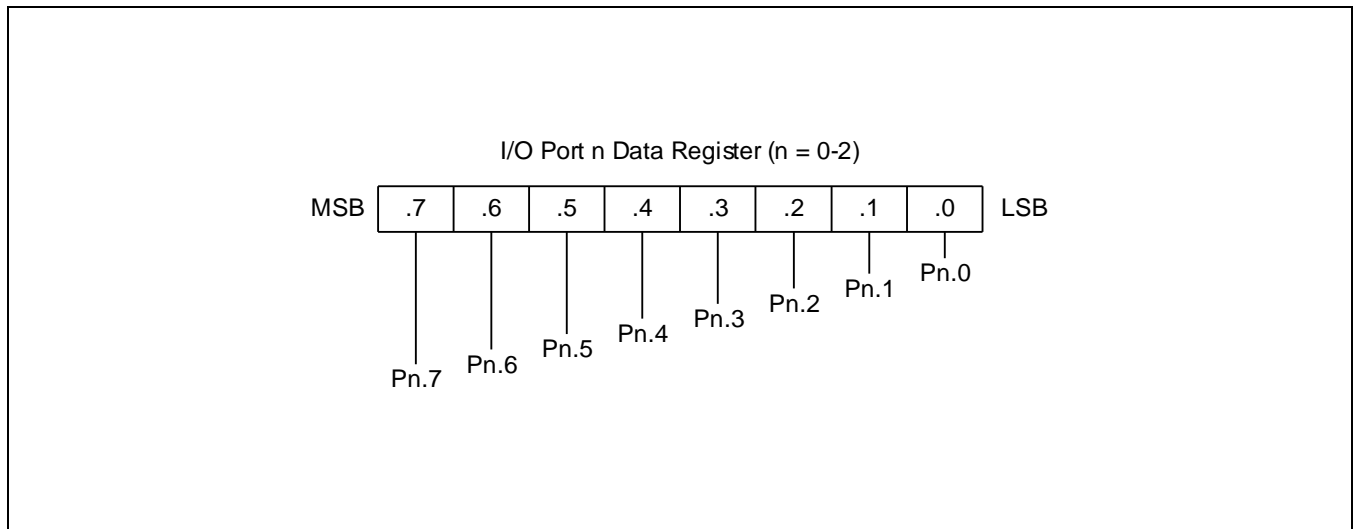 I/O Port n Data Register (n = 0-2)
MSB .7 .6 .5 .4 .3 .2 .1 .0 LSB
Pn.7 Pn.6 Pn.5 Pn.4 Pn.3 Pn.2 Pn.1 Pn.0